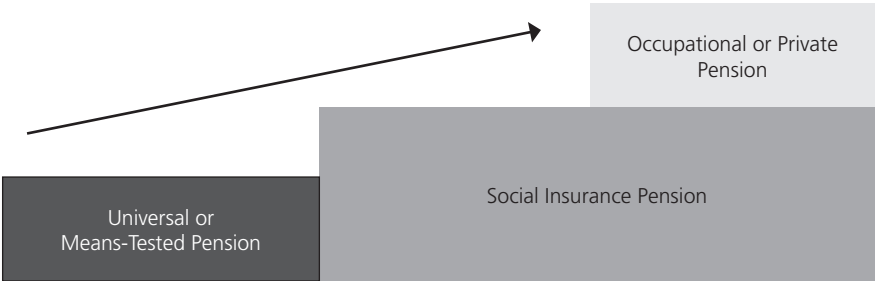 Occupational or Private
Pension
Social Insurance Pension
Universal or
Means-Tested Pension